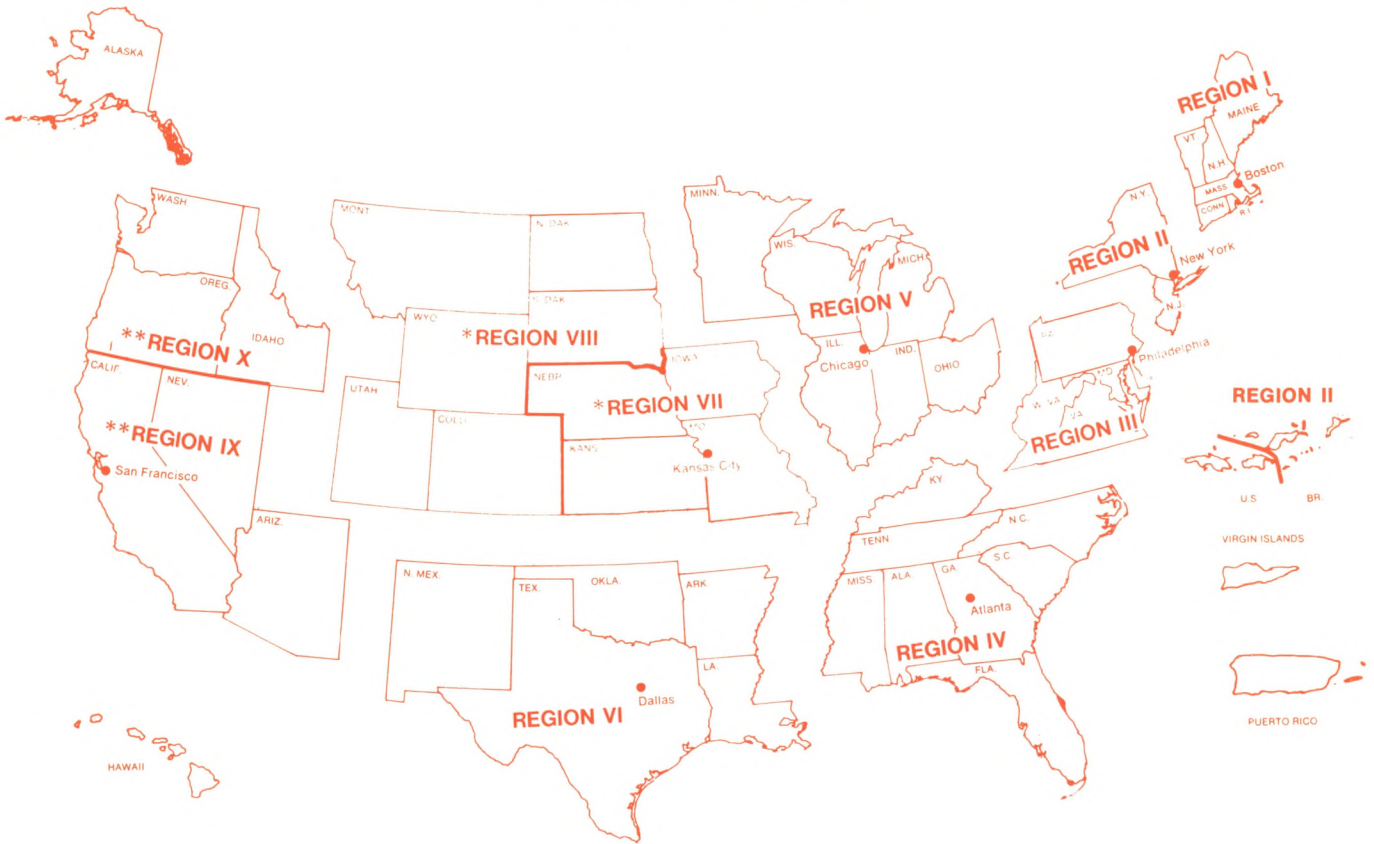 ALASKA
REGION I
MAINE
VT.
N.H.
Boston
MASS.
CONN.
R.I.
WASH.
MONT.
N. DAK.
MINN.
N.Y.
WIS.
MICH.
REGION II
New York
OREG.
IDAHO
WYO.
S. DAK.
REGION V
N.J.
**REGION X
*REGION VIII
IOWA
ILL.
IND.
OHIO
PA.
Philadelphia
CALIF.
NEV.
UTAH
NEBR.
Chicago
MD.
**REGION IX
COLO.
*REGION VII
W. VA.
VA.
REGION III
REGION II
San Francisco
KANS.
MO.
Kansas City
KY.
U.S. BR.
VIRGIN ISLANDS
ARIZ.
TENN.
N.C.
S.C.
N. MEX.
TEX.
OKLA.
ARK.
MISS.
ALA.
GA.
Atlanta
REGION IV
LA.
FLA.
Dallas
REGION VI
PUERTO RICO
HAWAII